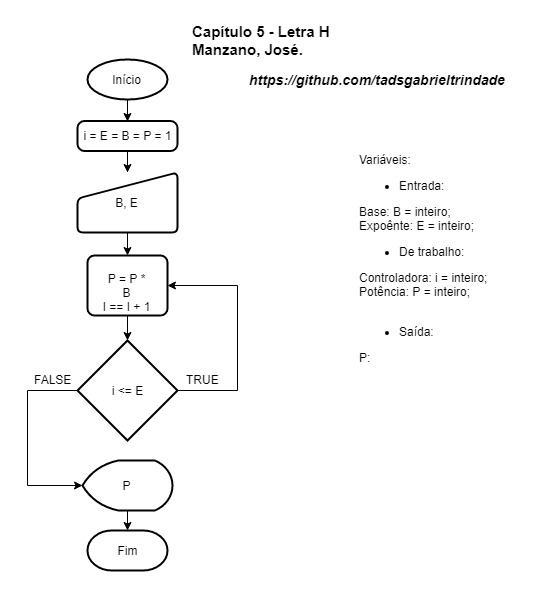 Capítulo 5 - Letra H
Manzano, José.
https://github.com/tadsgabrieltrindade
Início
i = E = B = P = 1
B, E
P = P *
B
I == I + 1
i <= E
FALSE
TRUE
P
Fim
Variáveis:
• Entrada:
Base: B = inteiro;
Expoênte: E = inteiro;
• De trabalho:
Controladora: i = inteiro;
Potência: P = inteiro;
• Saída:
P: